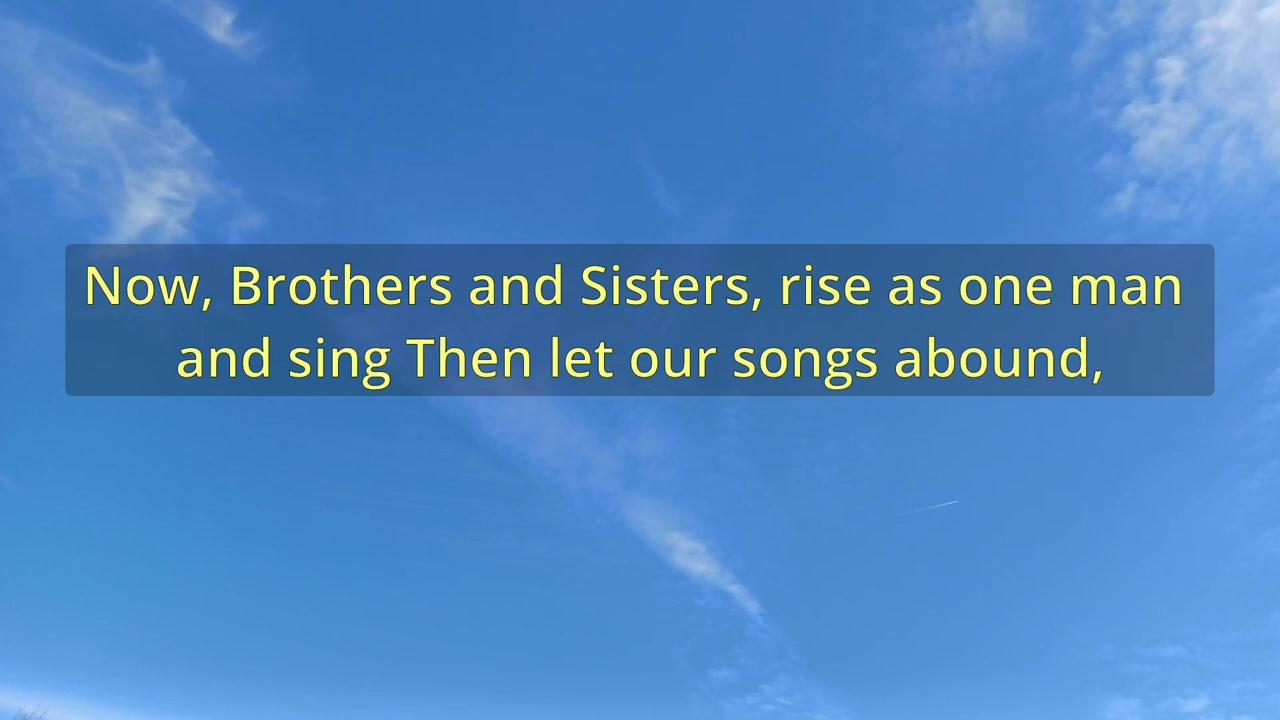 Now, Brothers and Sisters, rise as one man
and sing Then let our songs abound,